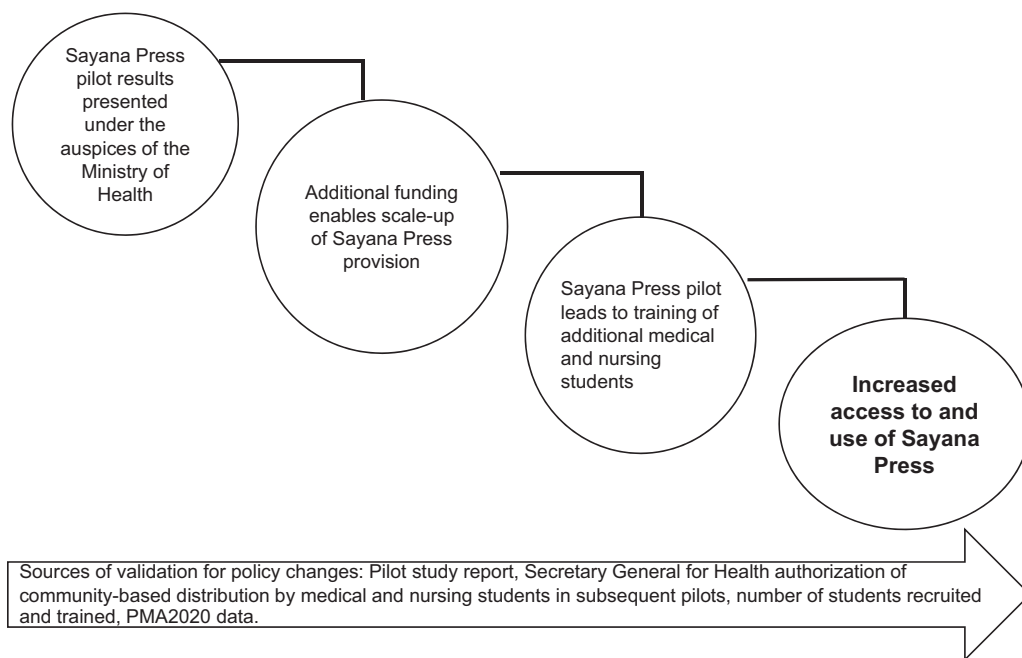 Sayana Press
pilot results
presented
under the
auspices of the
Ministry of
Health
Additional funding
enables scale-up
of Sayana Press
provision
Sayana Press pilot
leads to training of
additional medical
and nursing
students
Increased
access to and
use of Sayana
Press
Sources of validation for policy changes: Pilot study report, Secretary General for Health authorization of
community-based distribution by medical and nursing students in subsequent pilots, number of students recruited
and trained, PMA2020 data.